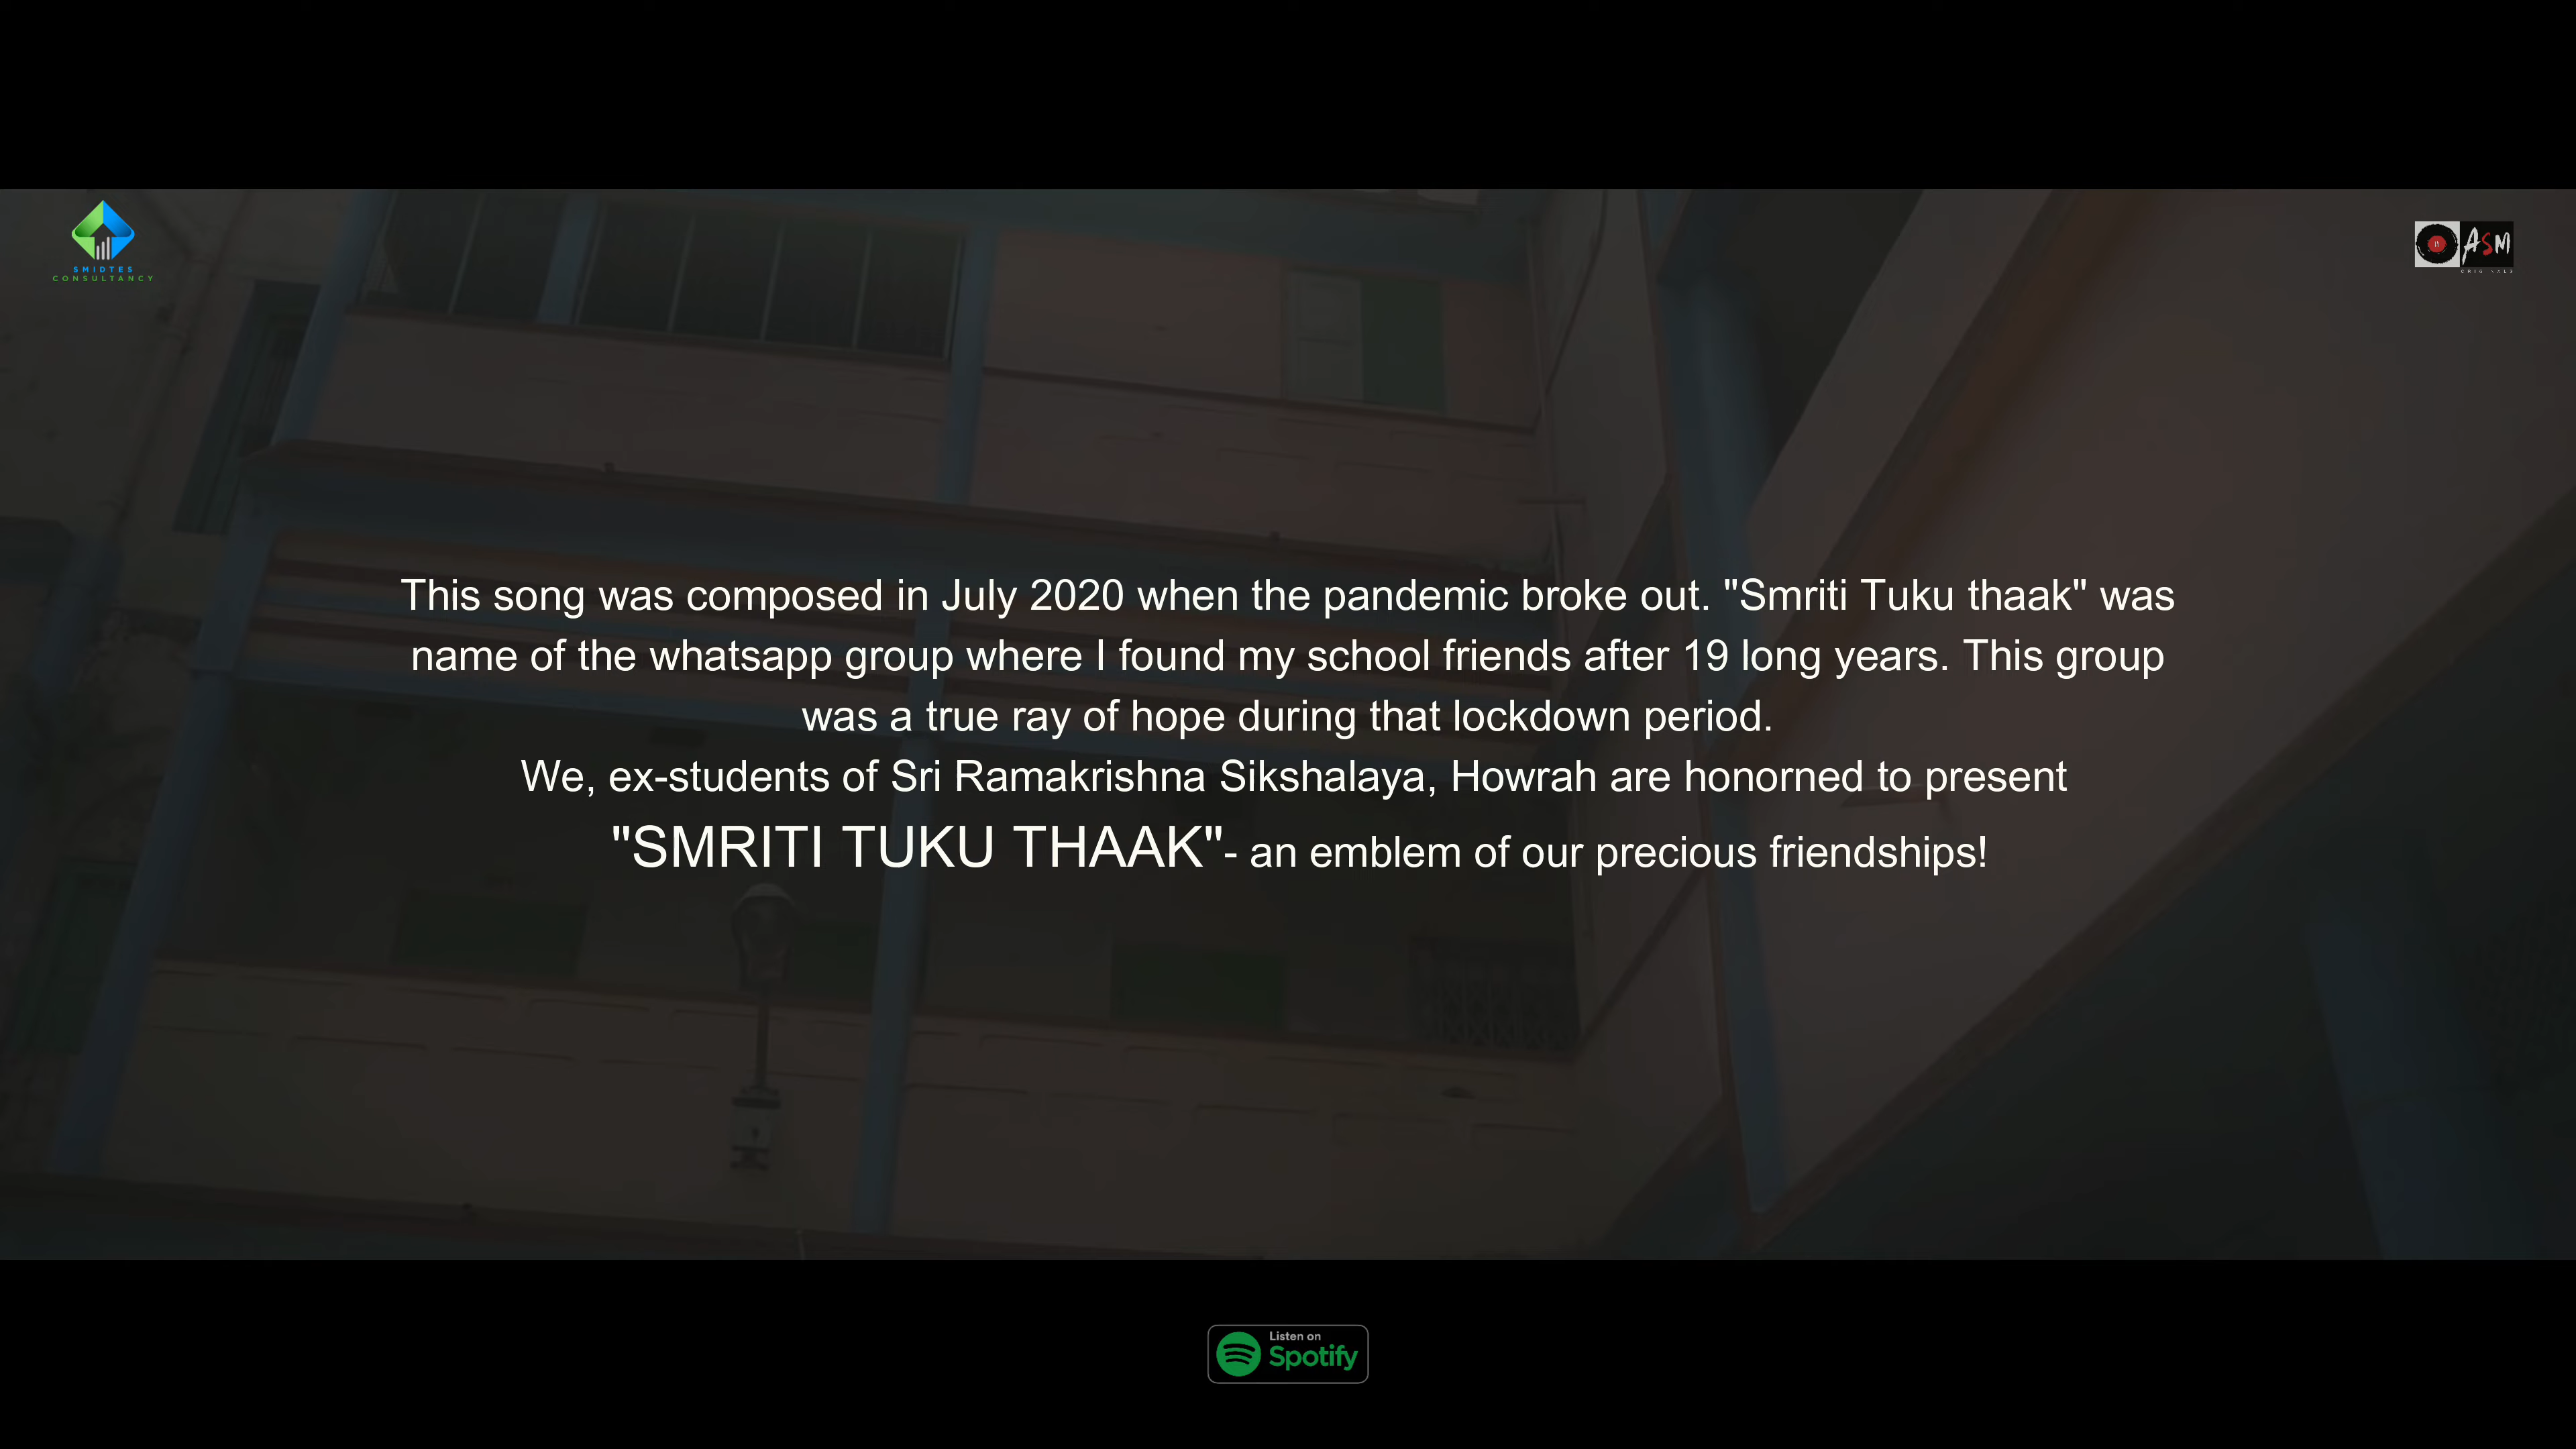 SMIDTES
CONSULTANCY
ASM
This song was composed in July 2020 when the pandemic broke out. "Smriti Tuku thaak" was
name of the whatsapp group where I found my school friends after 19 long years. This group
was a true ray of hope during that lockdown period.
We, ex-students of Sri Ramakrishna Sikshalaya, Howrah are honorned to present
"SMRITI TUKU THAAK"- an emblem of our precious friendships!
Listen on
Spotify